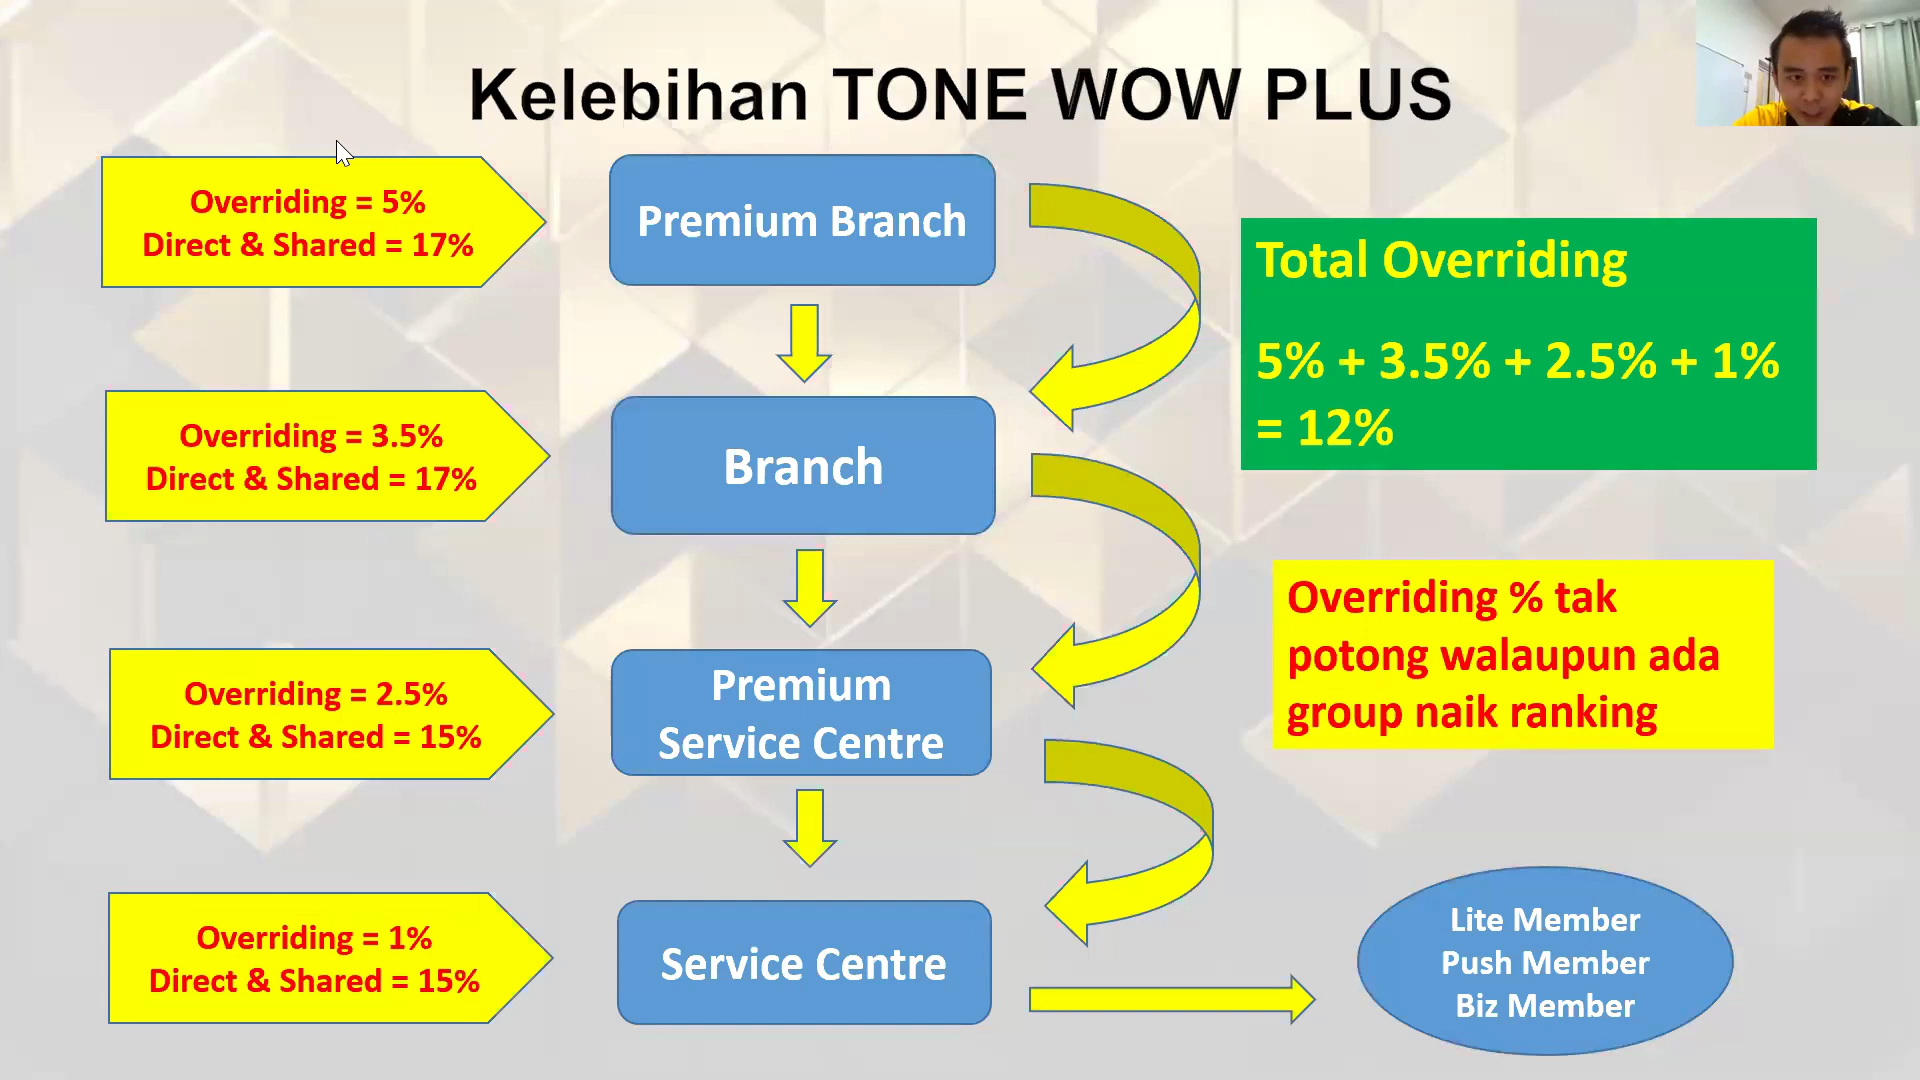 Kelebihan TONE WOW PLUS
Overriding = 5%
Direct & Shared = 17%
Premium Branch
Total Overriding
5% + 3.5% + 2.5% + 1%
= 12%
Overriding = 3.5%
Direct & Shared = 17%
Branch
Overriding % tak
potong walaupun ada
group naik ranking
Overriding = 2.5%
Direct & Shared = 15%
Premium
Service Centre
Overriding = 1%
Direct & Shared = 15%
Service Centre
Lite Member
Push Member
Biz Member